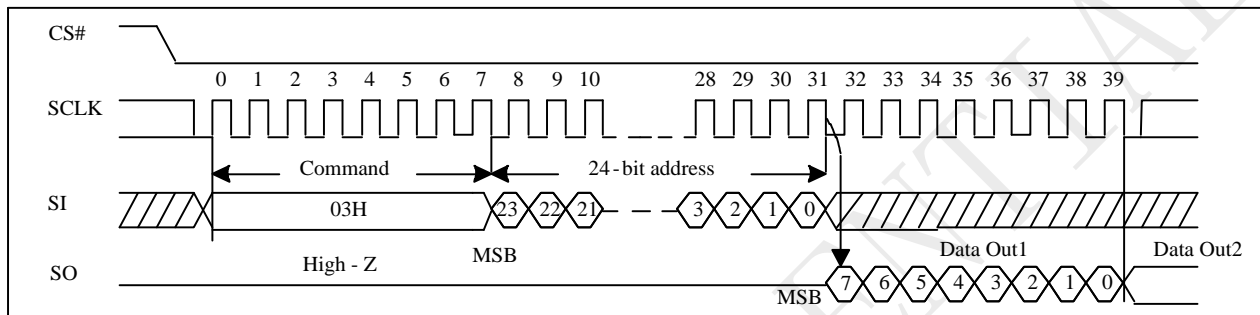 CS#
0 1 2 3 4 5 6 7 8 9 10 28 29 30 31 32 33 34 35 36 37 38 39
SCLK
Command 24-bit address
SI 03H 23 22 21 3 2 1 0
High - Z MSB Data Out1 Data Out2
SO MSB 7 6 5 4 3 2 1 0